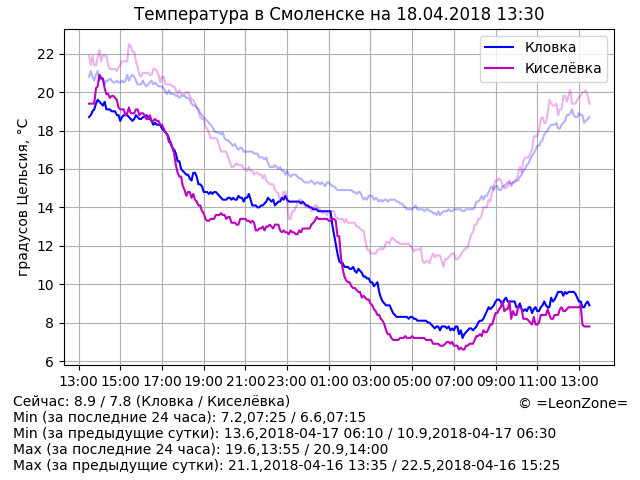 Температура в Смоленске на 18.04.2018 13:30
Кловка
Киселёвка
градусов Цельсия, °C
22
20
18
16
14
12
10
8
6
13:00 15:00 17:00 19:00 21:00 23:00 01:00 03:00 05:00 07:00 09:00 11:00 13:00
Сейчас: 8.9 / 7.8 (Кловка / Киселёвка)
© =LeonZone=
Min (за последние 24 часа): 7.2,07:25 / 6.6,07:15
Min (за предыдущие сутки): 13.6,2018-04-17 06:10 / 10.9,2018-04-17 06:30
Max (за последние 24 часа): 19.6,13:55 / 20.9,14:00
Max (за предыдущие сутки): 21.1,2018-04-16 13:35 / 22.5,2018-04-16 15:25